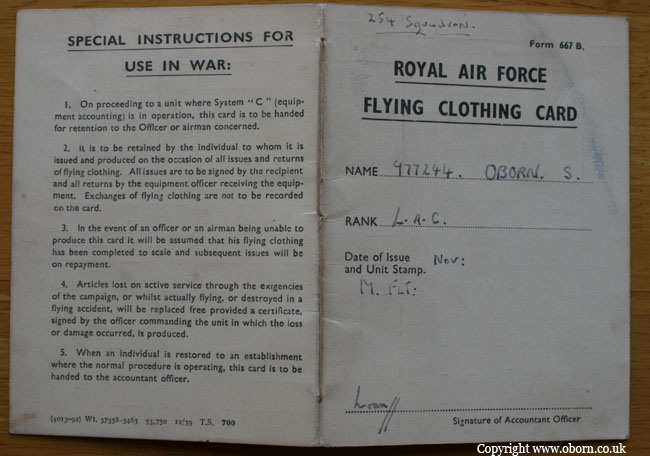 SPECIAL INSTRUCTIONS FOR
USE IN WAR:
1. On proceeding to a unit where System "C" (equip-
ment accounting) is in operation, this card is to be handed
for retention to the Officer or airman concerned.
2. it is to be retained by the individual to whom it is
issued and produced on the occasion of all issues and returns
of flying clothing. All issues are to be signed by the recipient
and all returns by the equipment officer receiving the equip-
ment. Exchanges of flying clothing are not to be recorded
on the card.
3. In the event of an officer or an airman being unable to
produce this card it will be assumed that his flying clothing
has been completed to scale and subsequent issues will be
on repayment.
4. Articles lost on active service through the exigencies
of the campaign, or whilst actually flying, or destroyed in a
flying accident, will be replaced free provided a certificate,
signed by the officer commanding the unit in which the loss
or damage occurred, is produced.
5. When an individual is restored to an establishment
where the normal procedure is operating, this card is to be
handed to the accountant officer.
(4013-92) Wt. 37358-3463 53,750 12/39 T.S. 700
254 Squadron.
Form 667 B.
ROYAL AIR FORCE
FLYING CLOTHING CARD
NAME 977244. OBORN. S.
RANK L.A.C.
Date of Issue Nov:
and Unit Stamp.
M. FLT:
Signature of Accountant Officer
Copyright www.oborn.co.uk